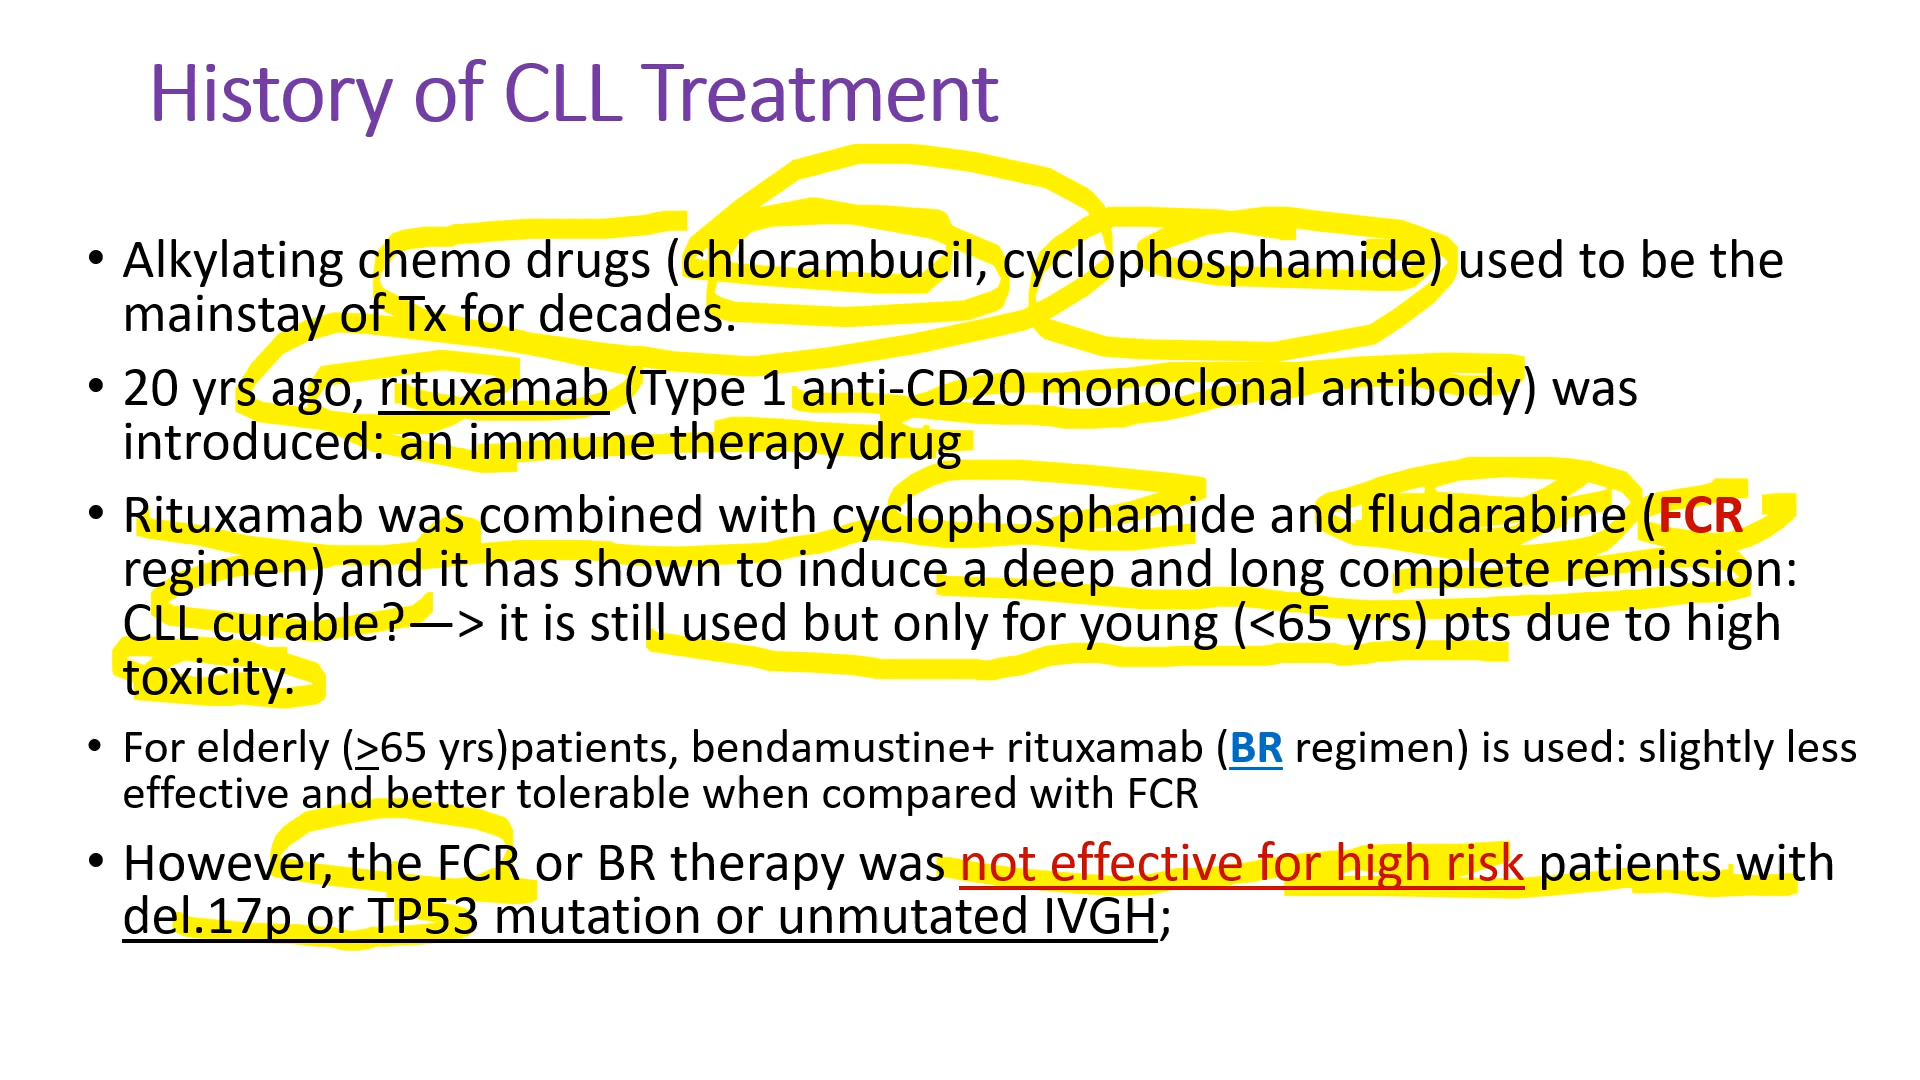 History of CLL Treatment
• Alkylating chemo drugs (chlorambucil, cyclophosphamide) used to be the
mainstay of Tx for decades.
• 20 yrs ago, rituxamab (Type 1 anti-CD20 monoclonal antibody) was
introduced: an immune therapy drug
• Rituxamab was combined with cyclophosphamide and fludarabine (FCR
regimen) and it has shown to induce a deep and long complete remission:
CLL curable?—> it is still used but only for young (<65 yrs) pts due to high
toxicity.
• For elderly (>65 yrs)patients, bendamustine+ rituxamab (BR regimen) is used: slightly less
effective and better tolerable when compared with FCR
• However, the FCR or BR therapy was not effective for high risk patients with
del.17p or TP53 mutation or unmutated IVGH;